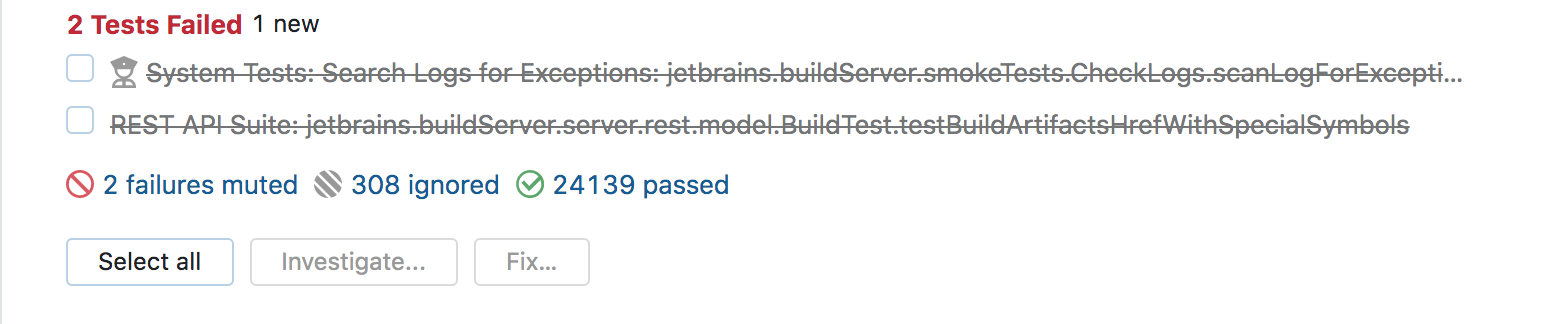 2 Tests Failed 1 new
System Tests: Search Logs for Exceptions: jetbrains.buildServer.smokeTests.CheckLogs.scanLogForExcepti...
REST API Suite: jetbrains.buildServer.server.rest.model.BuildTest.testBuildArtifactsHrefWithSpecialSymbols
2 failures muted 308 ignored 24139 passed
Select all Investigate... Fix...